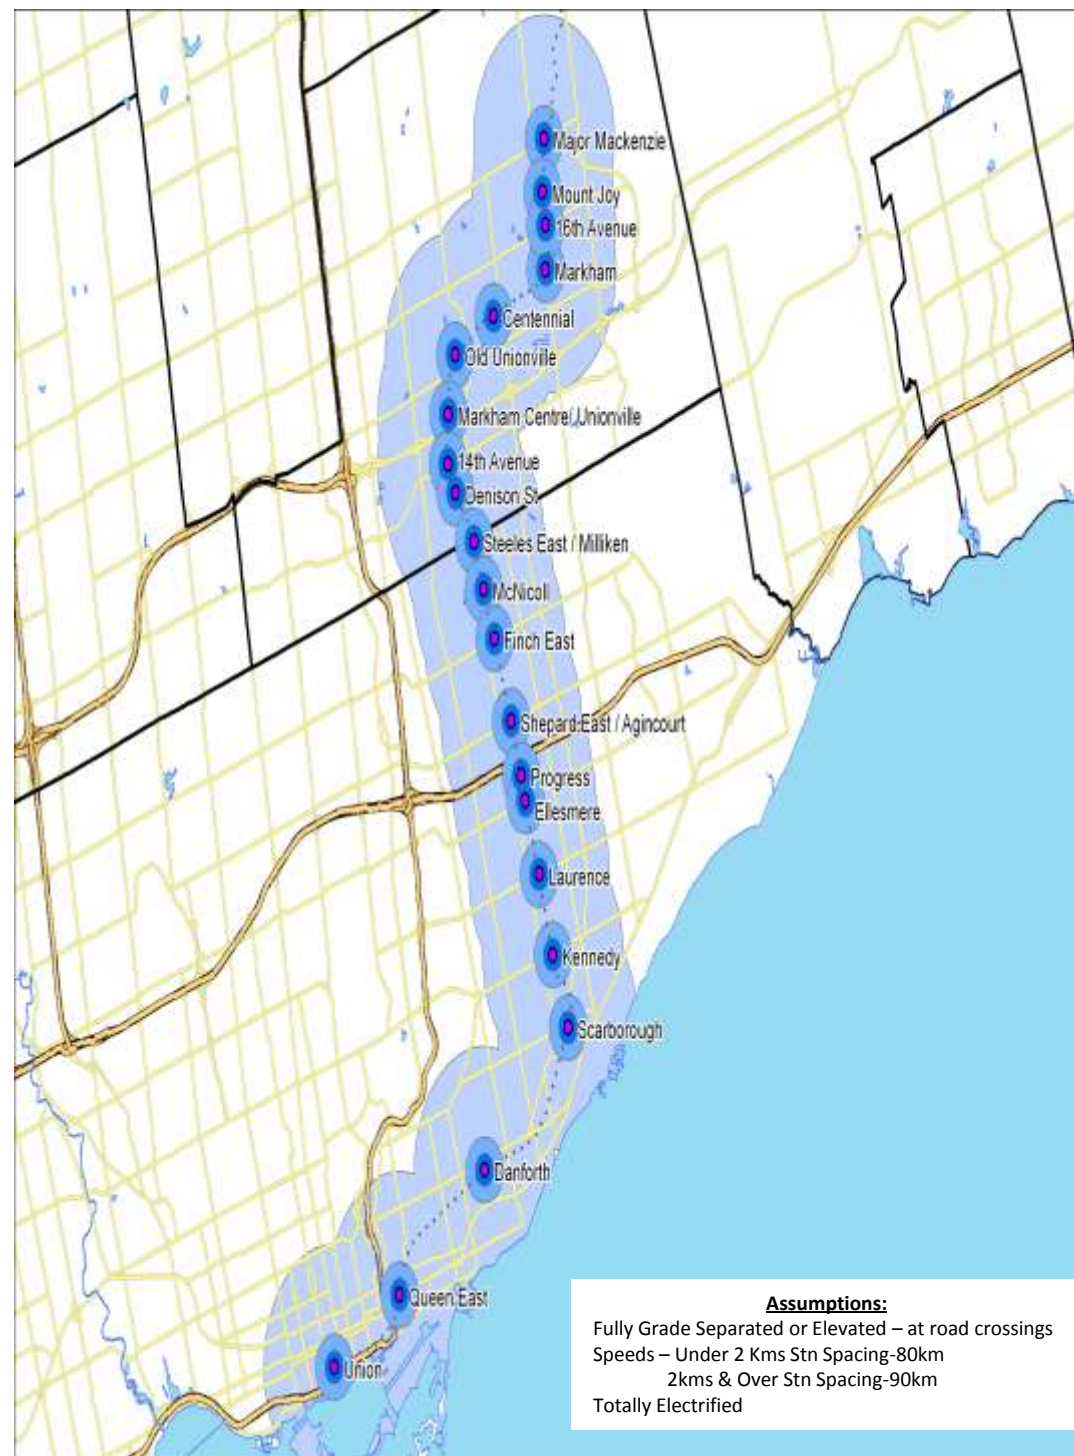 Major Mackenzie
Mount Joy
16th Avenue
Markham
Centennial
Old Unionville
Markham Centre/Unionville
14th Avenue
Denison St
Steeles East / Milliken
McNicoll
Finch East
Shepard East / Agincourt
Progress
Ellesmere
Laurence
Kennedy
Scarborough
Danforth
Queen East
Union
Assumptions:
Fully Grade Separated or Elevated – at road crossings
Speeds – Under 2 Kms Stn Spacing-80km
2kms & Over Stn Spacing-90km
Totally Electrified